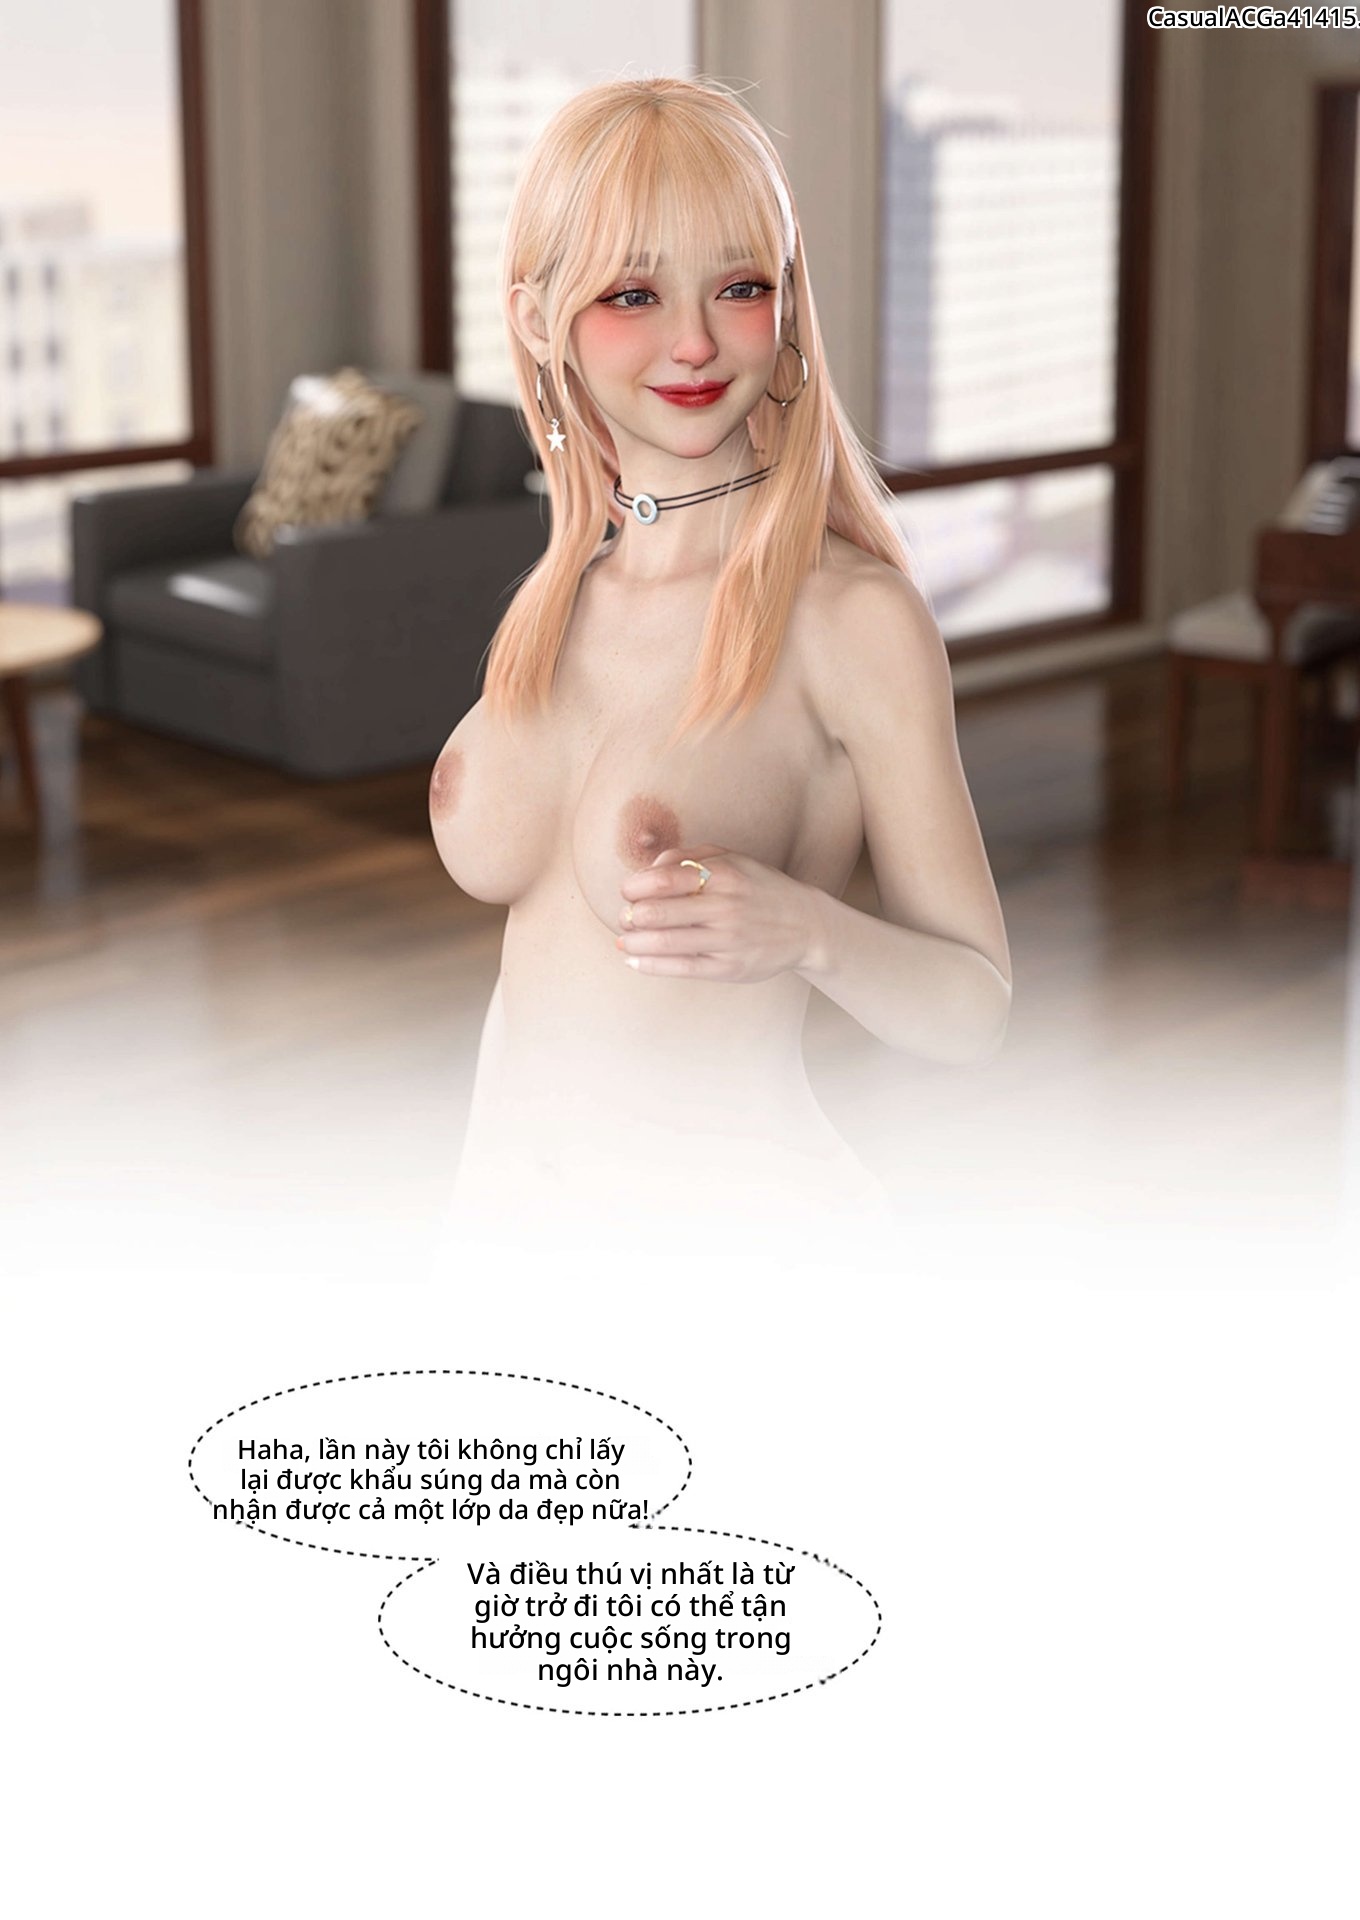 CasualACGa41415.
Haha, lần này tôi không chỉ lấy
lại được khẩu súng da mà còn
nhận được cả một lớp da đẹp nữa!
Và điều thú vị nhất là từ
giờ trở đi tôi có thể tận
hưởng cuộc sống trong
ngôi nhà này.